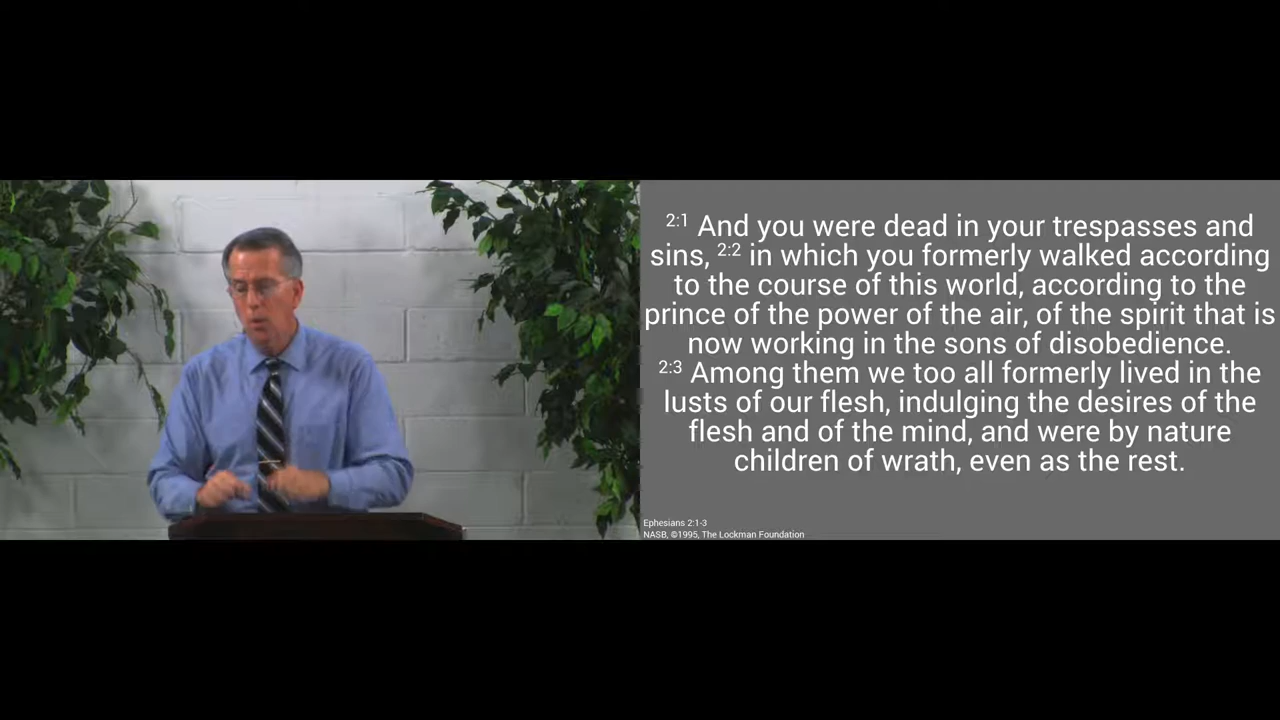 2:1 And you were dead in your trespasses and
sins, 2:2 in which you formerly walked according
to the course of this world, according to the
prince of the power of the air, of the spirit that is
now working in the sons of disobedience.
2:3 Among them we too all formerly lived in the
lusts of our flesh, indulging the desires of the
flesh and of the mind, and were by nature
children of wrath, even as the rest.
Ephesians 2:1-3
NASB, ©1995, The Lockman Foundation